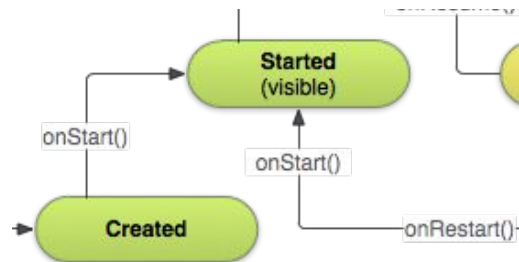 Started
(visible)
onStart()
onStart()
Created
onRestart()